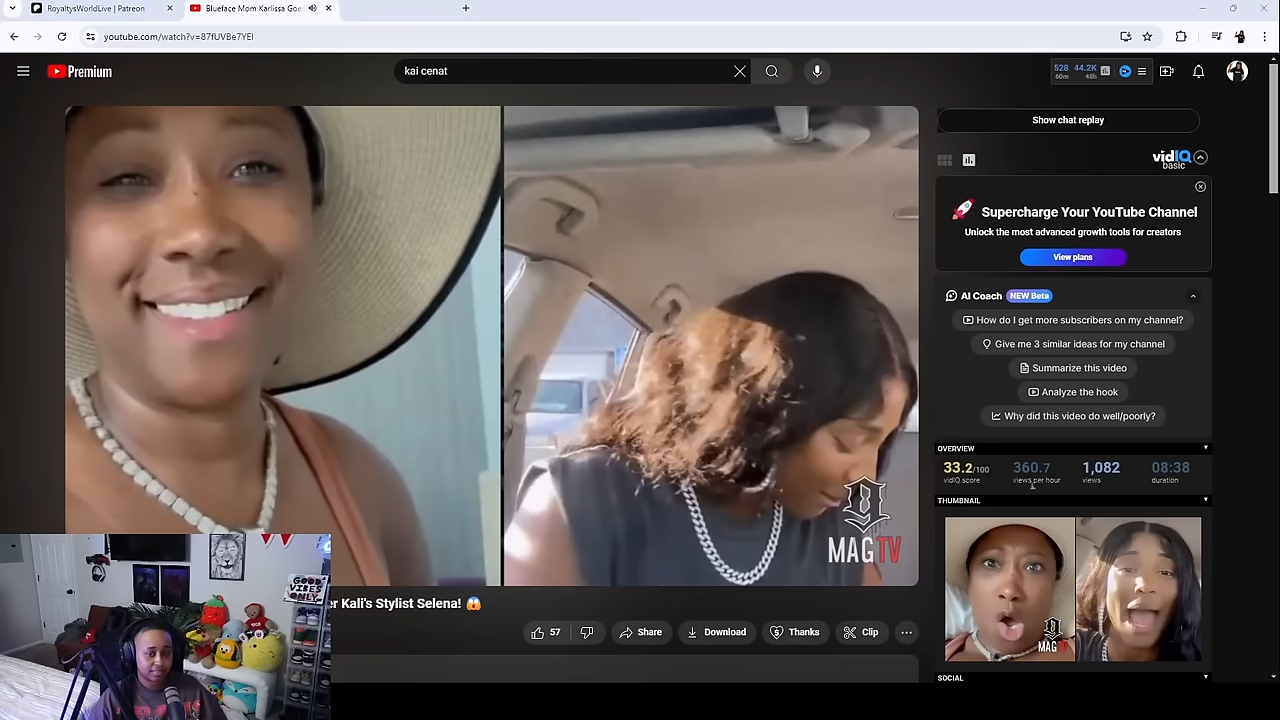 RoyaltysWorldLive | Patreon
Blueface Mom Karlissa Goe
youtube.com/watch?v=87fUVBe7YEI
Premium
kai cenat
528
60m
44.2K
48h
Show chat replay
vidIQ
basic
Supercharge Your YouTube Channel
Unlock the most advanced growth tools for creators
View plans
AI Coach NEW Beta
How do I get more subscribers on my channel?
Give me 3 similar ideas for my channel
Summarize this video
Analyze the hook
Why did this video do well/poorly?
OVERVIEW
33.2/100
vidIQ score
360.7
views per hour
1,082
views
08:38
duration
THUMBNAIL
MAGTV
MAGTV
GOOD
VIBES
ONLY
er Kali's Stylist Selena! 😱
57
Share
Download
Thanks
Clip
SOCIAL